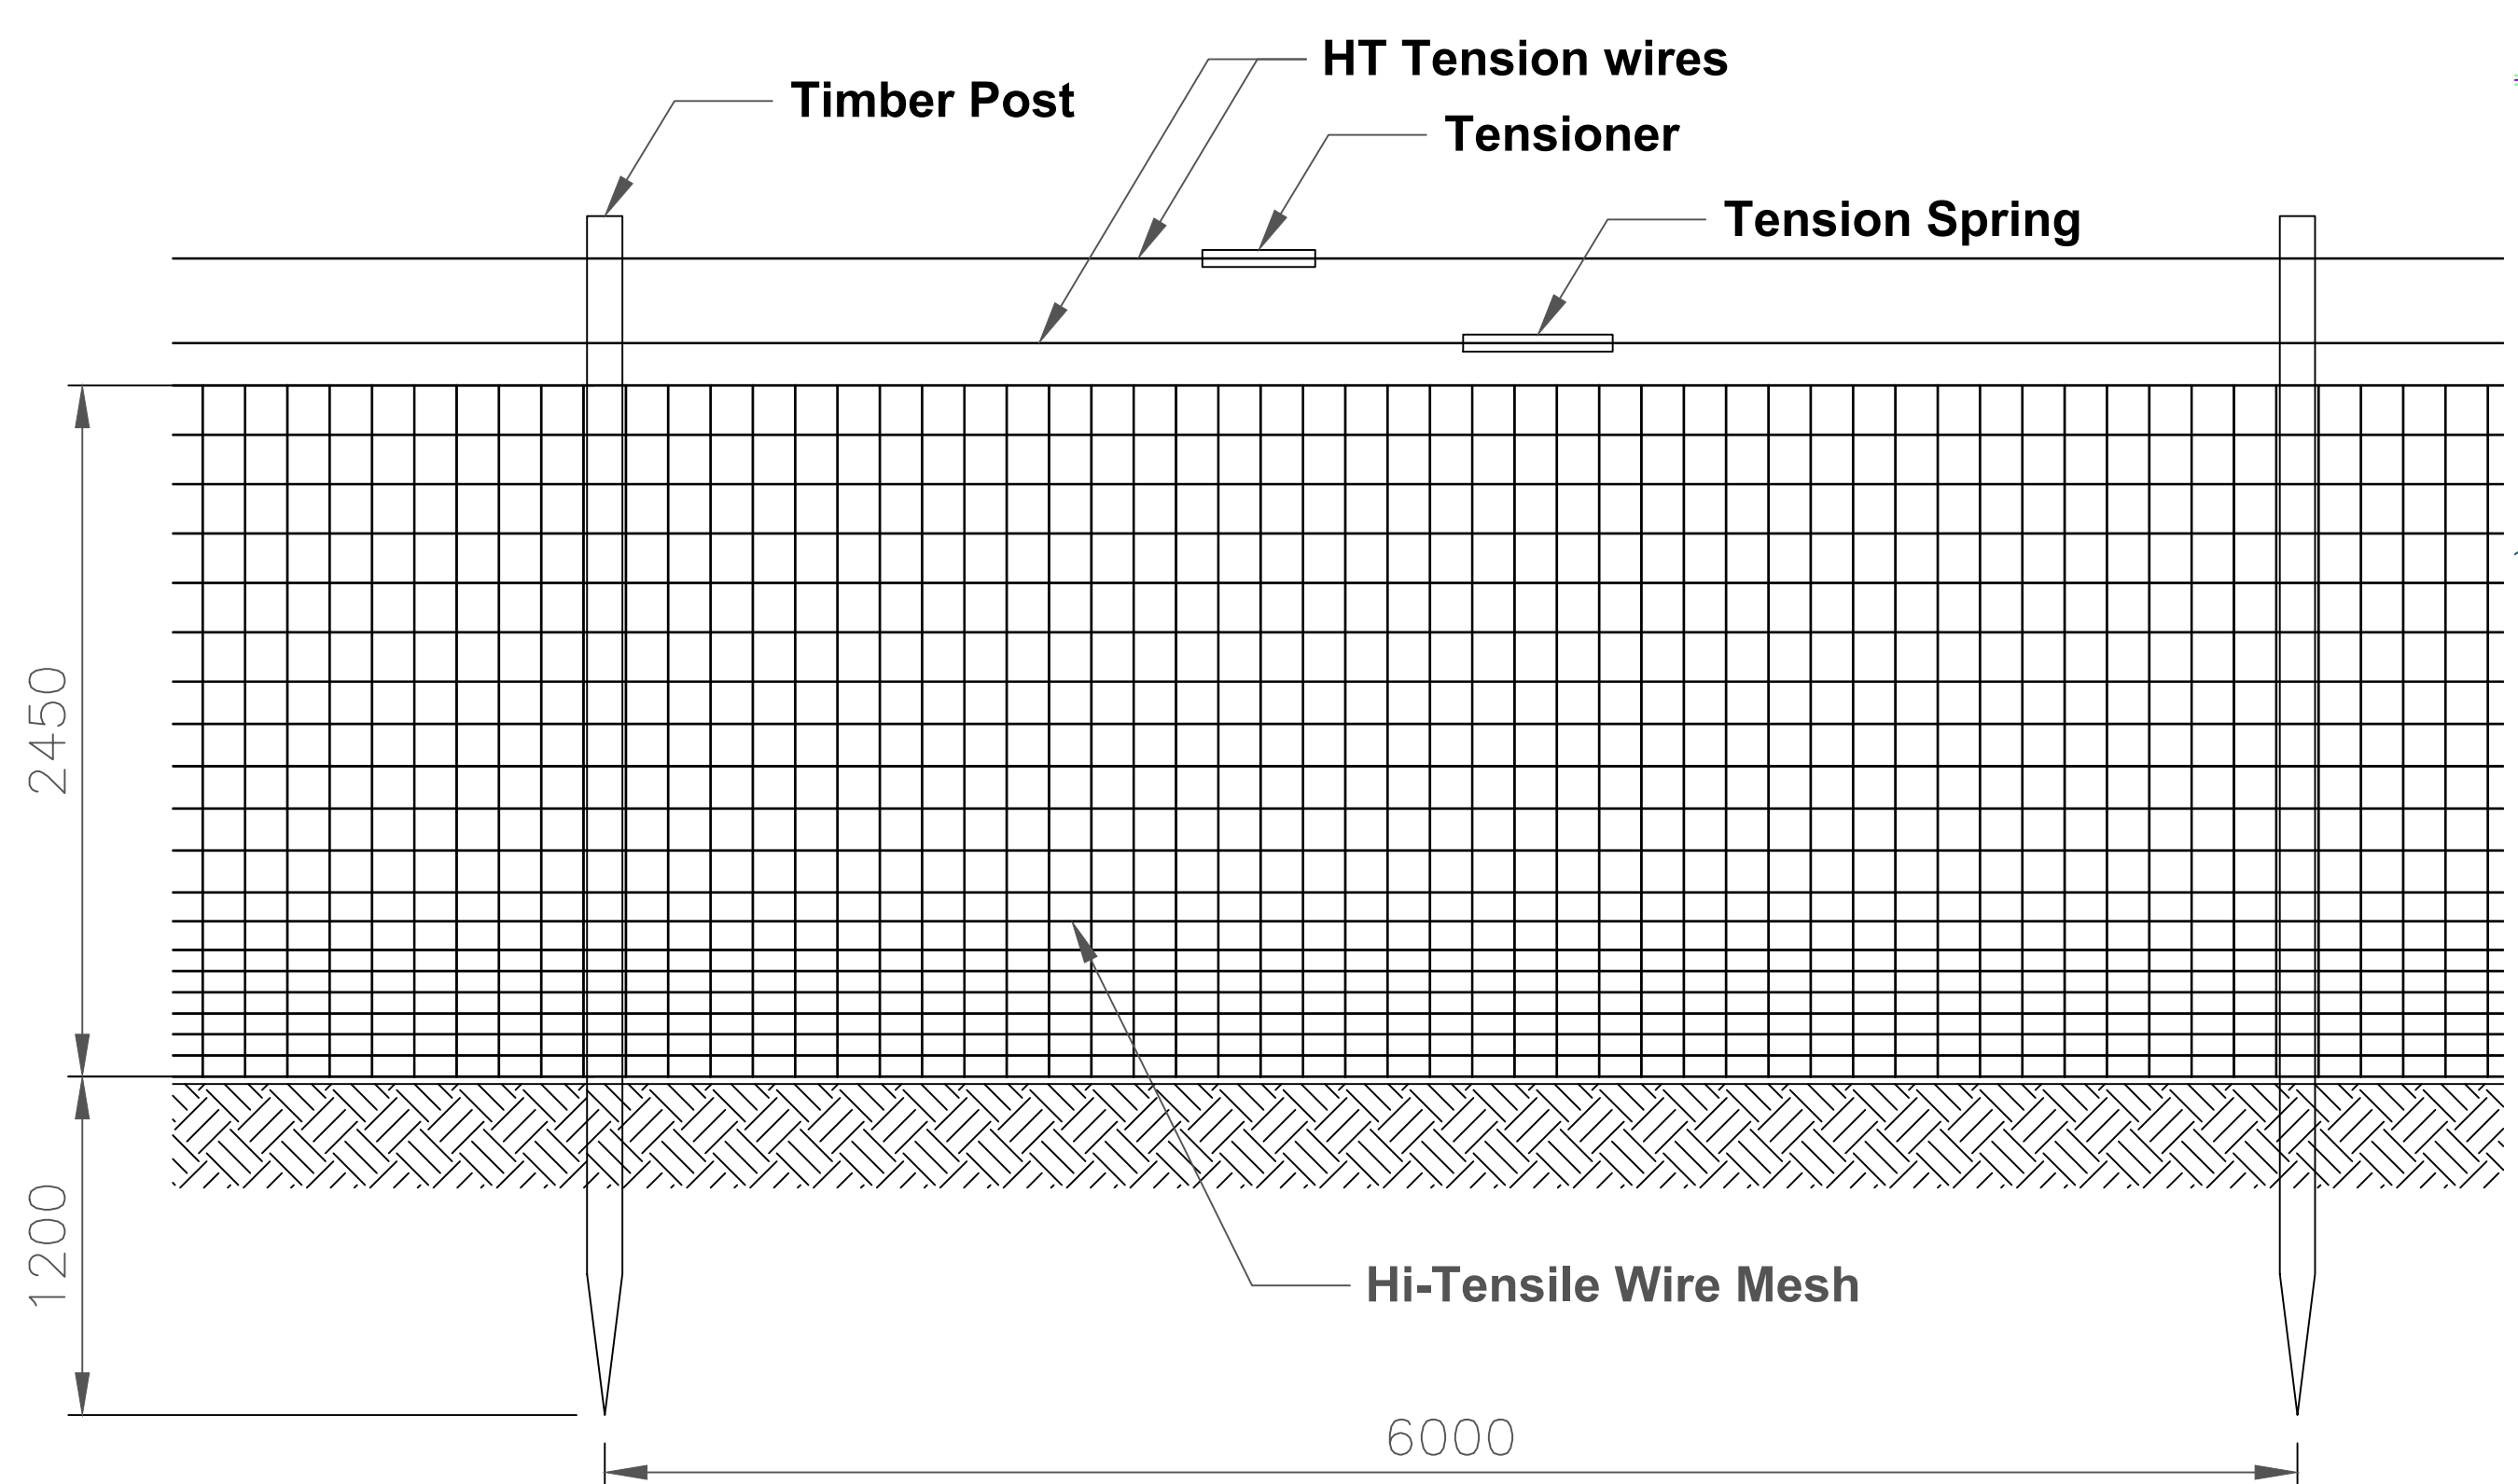 HT Tension wires
Timber Post
Tensioner
Tension Spring
2450
1200
Hi-Tensile Wire Mesh
6000